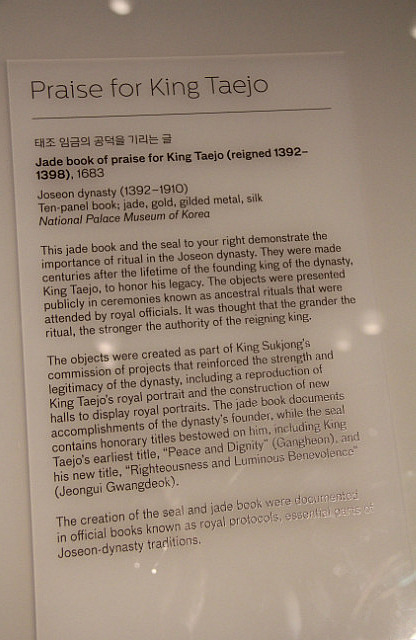 Praise for King Taejo
태조 임금의 공덕을 기리는 글
Jade book of praise for King Taejo (reigned 1392–
1398), 1683
Joseon dynasty (1392–1910)
Ten-panel book; jade, gold, gilded metal, silk
National Palace Museum of Korea
This jade book and the seal to your right demonstrate the
importance of ritual in the Joseon dynasty. They were made
centuries after the lifetime of the founding king of the dynasty,
King Taejo, to honor his legacy. The objects were presented
publicly in ceremonies known as ancestral rituals that were
attended by royal officials. It was thought that the grander the
ritual, the stronger the authority of the reigning king.
The objects were created as part of King Sukjong's
commission of projects that reinforced the strength and
legitimacy of the dynasty, including a reproduction of
King Taejo's royal portrait and the construction of new
halls to display royal portraits. The jade book documents
accomplishments of the dynasty's founder, while the seal
contains honorary titles bestowed on him, including King
Taejo's earliest title, "Peace and Dignity" (Gangheon), and
his new title, "Righteousness and Luminous Benevolence"
(Jeongui Gwangdeok).
The creation of the seal and jade book were documented
in official books known as royal protocols, essential parts of
Joseon-dynasty traditions.